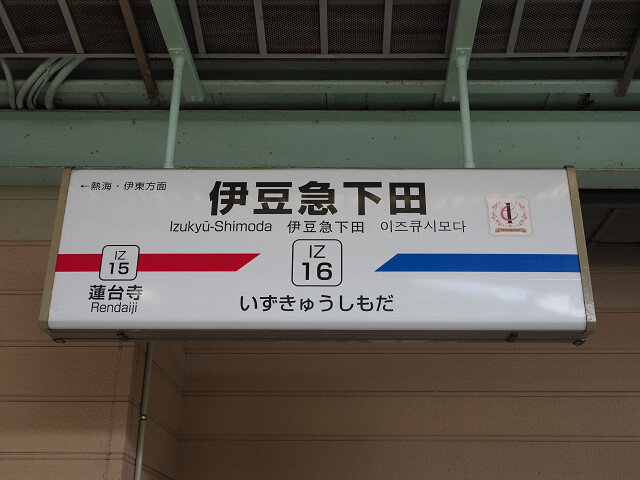 ←熱海・伊東方面
伊豆急下田
Izukyū-Shimoda 伊豆急下田 이즈큐시모다
IZ
15
IZ
16
蓮台寺
Rendaiji
いずきゅうしもだ